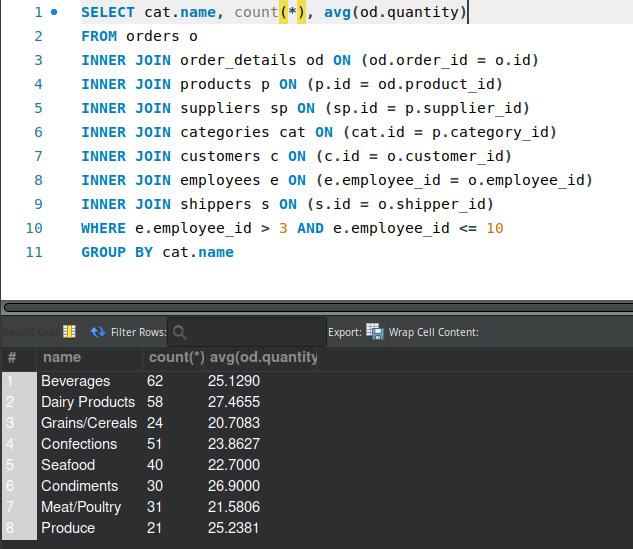 1 SELECT cat.name, count(*), avg(od.quantity)
2 FROM orders o
3 INNER JOIN order_details od ON (od.order_id = o.id)
4 INNER JOIN products p ON (p.id = od.product_id)
5 INNER JOIN suppliers sp ON (sp.id = p.supplier_id)
6 INNER JOIN categories cat ON (cat.id = p.category_id)
7 INNER JOIN customers c ON (c.id = o.customer_id)
8 INNER JOIN employees e ON (e.employee_id = o.employee_id)
9 INNER JOIN shippers s ON (s.id = o.shipper_id)
10 WHERE e.employee_id > 3 AND e.employee_id <= 10
11 GROUP BY cat.name
Result Grid Filter Rows: Export: Wrap Cell Content:
# name count(*) avg(od.quantity
1 Beverages 62 25.1290
2 Dairy Products 58 27.4655
3 Grains/Cereals 24 20.7083
4 Confections 51 23.8627
5 Seafood 40 22.7000
6 Condiments 30 26.9000
7 Meat/Poultry 31 21.5806
8 Produce 21 25.2381